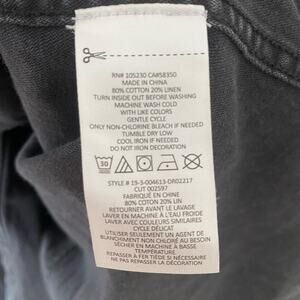 RN# 105230 CA#58350
MADE IN CHINA
80% COTTON 20% LINEN
TURN INSIDE OUT BEFORE WASHING
MACHINE WASH COLD
WITH LIKE COLORS
GENTLE CYCLE
ONLY NON-CHLORINE BLEACH IF NEEDED
TUMBLE DRY LOW
COOL IRON IF NEEDED
DO NOT IRON DECORATION
30
STYLE # 19-3-004613-DR02217
CUT 002597
FABRIQUÉ EN CHINE
80% COTON 20% LIN
RETOURNER AVANT LE LAVAGE
LAVER EN MACHINE À L'EAU FROIDE
LAVER AVEC COULEURS SIMILAIRES
CYCLE DÉLICAT
UTILISER SEULEMENT UN AGENT DE
BLANCHIMENT NON CHLORÉ AU BESOIN
SÉCHER EN MACHINE À BASSE
TEMPÉRATURE
REPASSER À FER TIÈDE SI NÉCESSAIRE
NE PAS REPASSER LA DÉCORATION